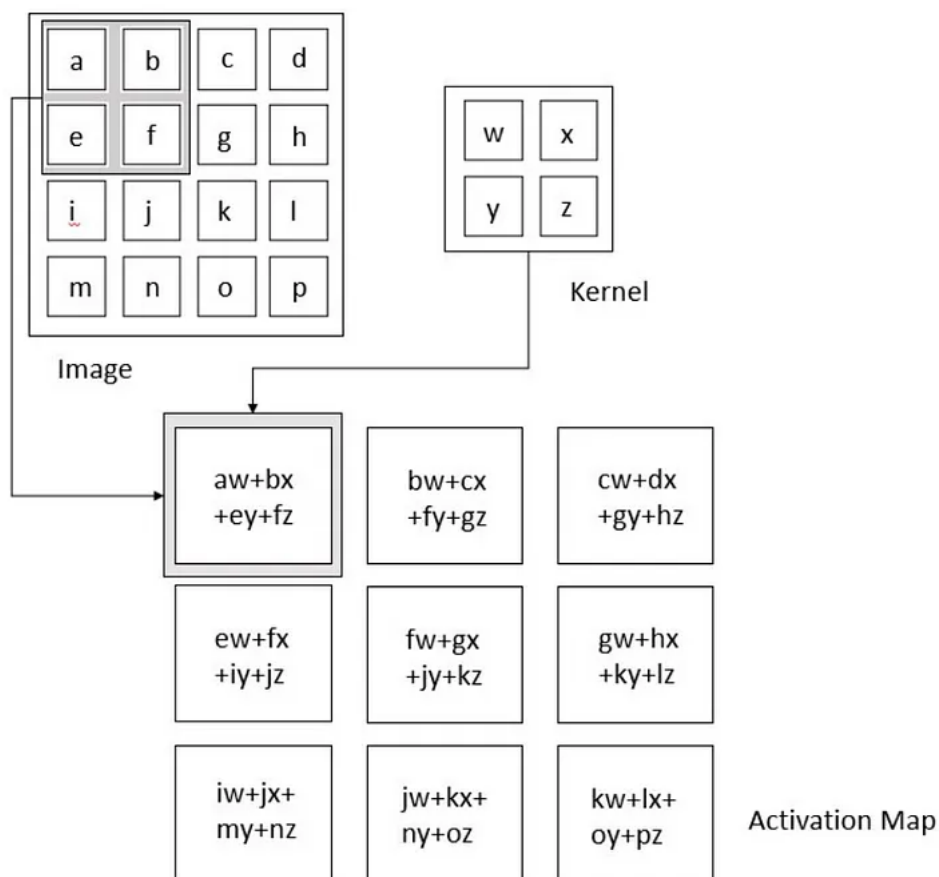 a b c d
e f g h
i j k l
m n o p
Image
w x
y z
Kernel
aw+bx
+ey+fz
bw+cx
+fy+gz
cw+dx
+gy+hz
ew+fx
+iy+jz
fw+gx
+jy+kz
gw+hx
+ky+lz
iw+jx+
my+nz
jw+kx+
ny+oz
kw+lx+
oy+pz
Activation Map